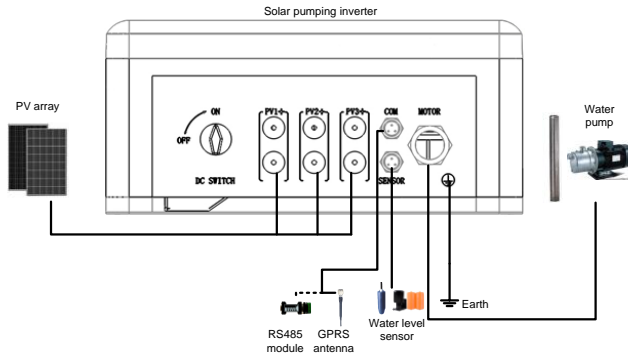 Solar pumping inverter
PV array
ON
OFF
DC SWITCH
PV1+
PV2+
PV3+
COM
MOTOR
SENSOR
Water
pump
Earth
RS485
module
GPRS
antenna
Water level
sensor